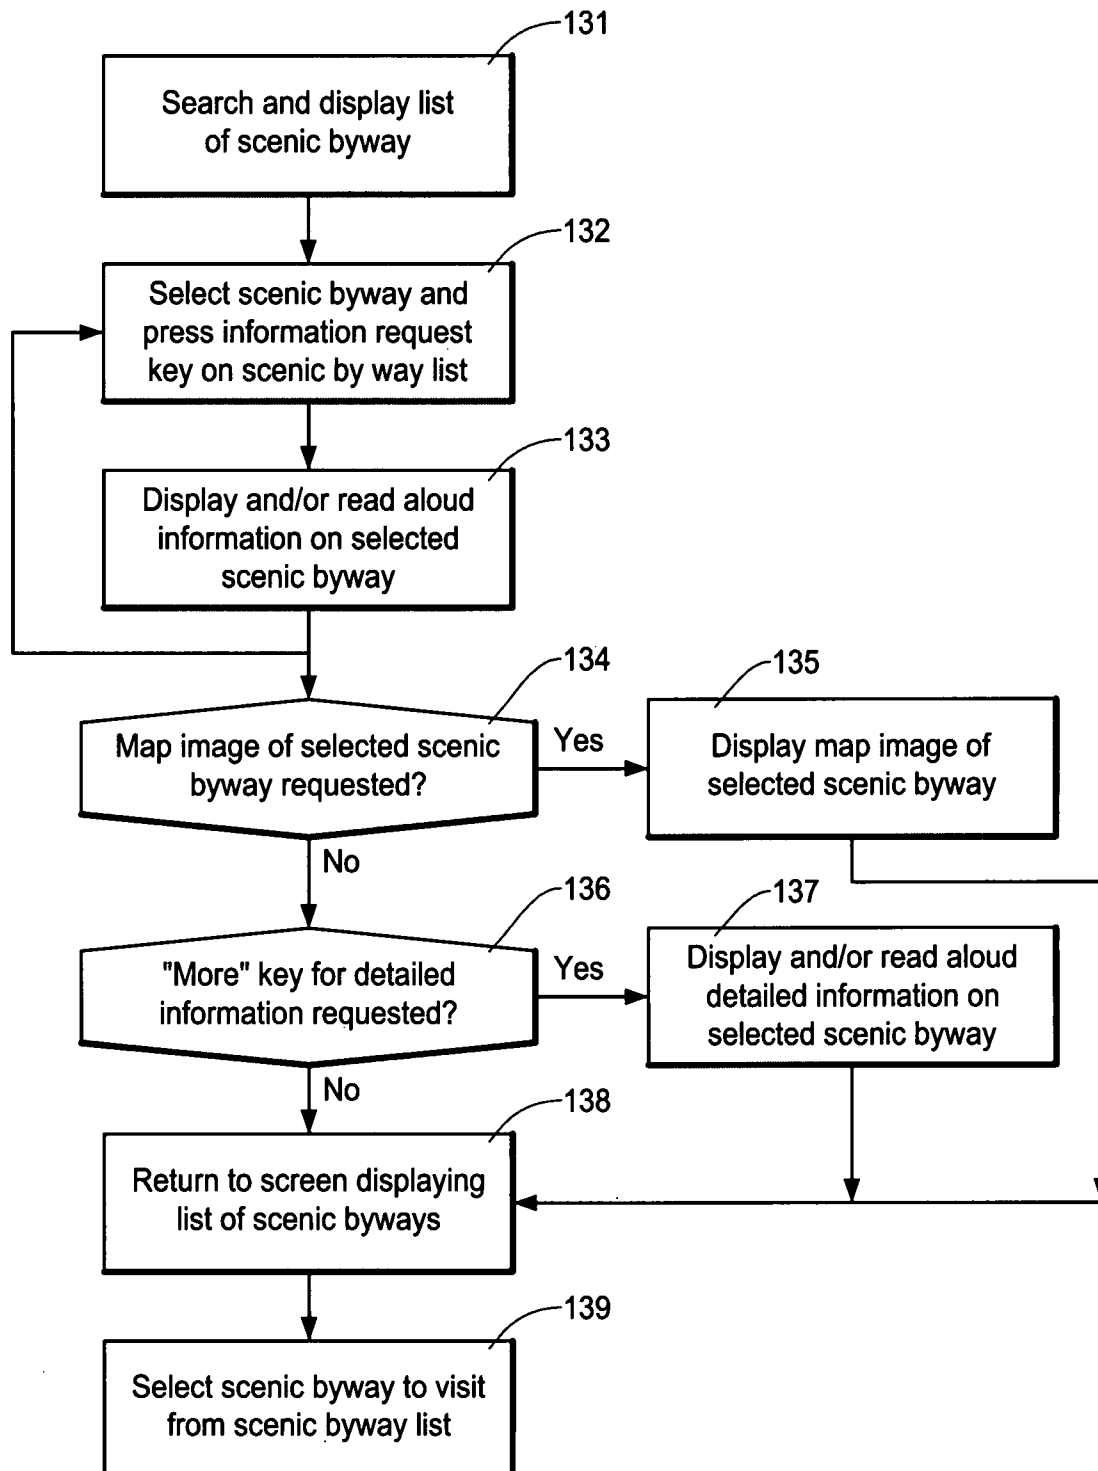 131
Search and display list
of scenic byway
132
Select scenic byway and
press information request
key on scenic by way list
133
Display and/or read aloud
information on selected
scenic byway
134
Map image of selected scenic
byway requested?
Yes
135
Display map image of
selected scenic byway
No
136
"More" key for detailed
information requested?
Yes
137
Display and/or read aloud
detailed information on
selected scenic byway
No
138
Return to screen displaying
list of scenic byways
139
Select scenic byway to visit
from scenic byway list